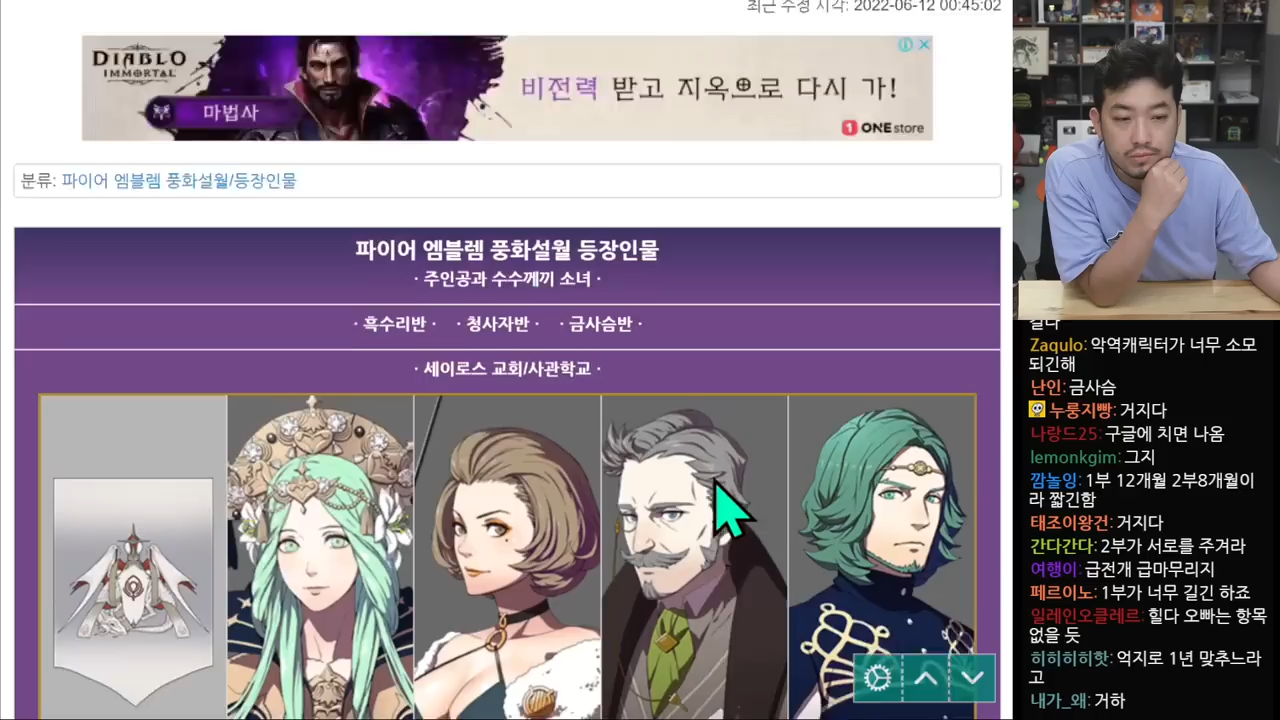 최근 수정 시각: 2022-06-12 00:45:02
DIABLO
IMMORTAL
마법사
비전력 받고 지옥으로 다시 가!
ONE store
분류: 파이어 엠블렘 풍화설월/등장인물
파이어 엠블렘 풍화설월 등장인물
· 주인공과 수수께끼 소녀 ·
· 흑수리반 · · 청사자반 · · 금사슴반 ·
· 세이로스 교회/사관학교 ·
Zaqulo: 악역캐릭터가 너무 소모
되긴해
난인: 금사슴
누룽지빵: 거지다
나랑드25: 구글에 치면 나옴
lemonkgim: 그지
깜놀잉: 1부 12개월 2부8개월이
라 짧긴함
태조이왕건: 거지다
간다간다: 2부가 서로를 주겨라
여행이: 급전개 급마무리지
페르이노: 1부가 너무 길긴 하죠
일레인오클레르: 힐다 오빠는 항목
없을 듯
히히히히핫: 억지로 1년 맞추느라
고
내가_왜: 거하